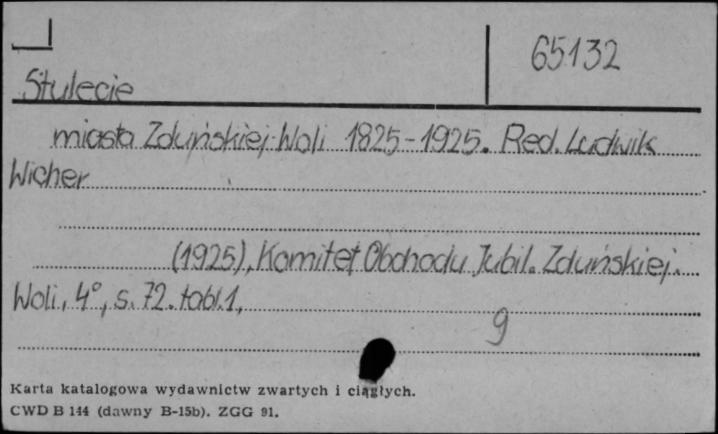 65132
Stulecie
miasta Zduńskiej-Woli 1825-1925. Red. Ludwik
Wicher
(1925), Komitet Obchodu Jubil. Zduńskiej.
Woli, 4°, s. 72. tabl. 1,
9
Karta katalogowa wydawnictw zwartych i ciągłych.
CWD B 144 (dawny B-15b). ZGG 91.